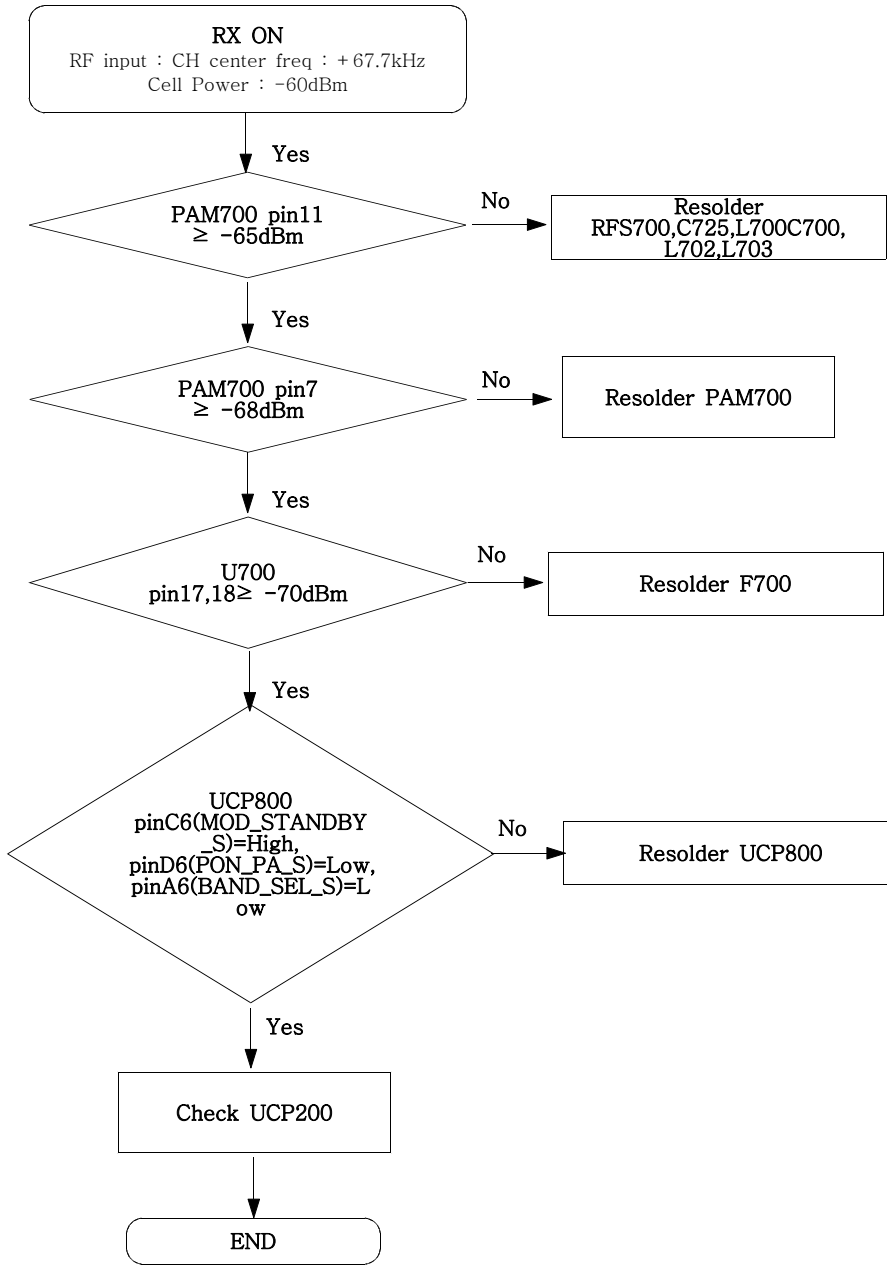 RX ON
RF input : CH center freq : +67.7kHz
Cell Power : -60dBm
Yes
PAM700 pin11
≥ -65dBm
No
Resolder
RFS700,C725,L700C700,
L702,L703
Yes
PAM700 pin7
≥ -68dBm
No
Resolder PAM700
Yes
U700
pin17,18≥ -70dBm
No
Resolder F700
Yes
UCP800
pinC6(MOD_STANDBY
_S)=High,
pinD6(PON_PA_S)=Low,
pinA6(BAND_SEL_S)=L
ow
No
Resolder UCP800
Yes
Check UCP200
END